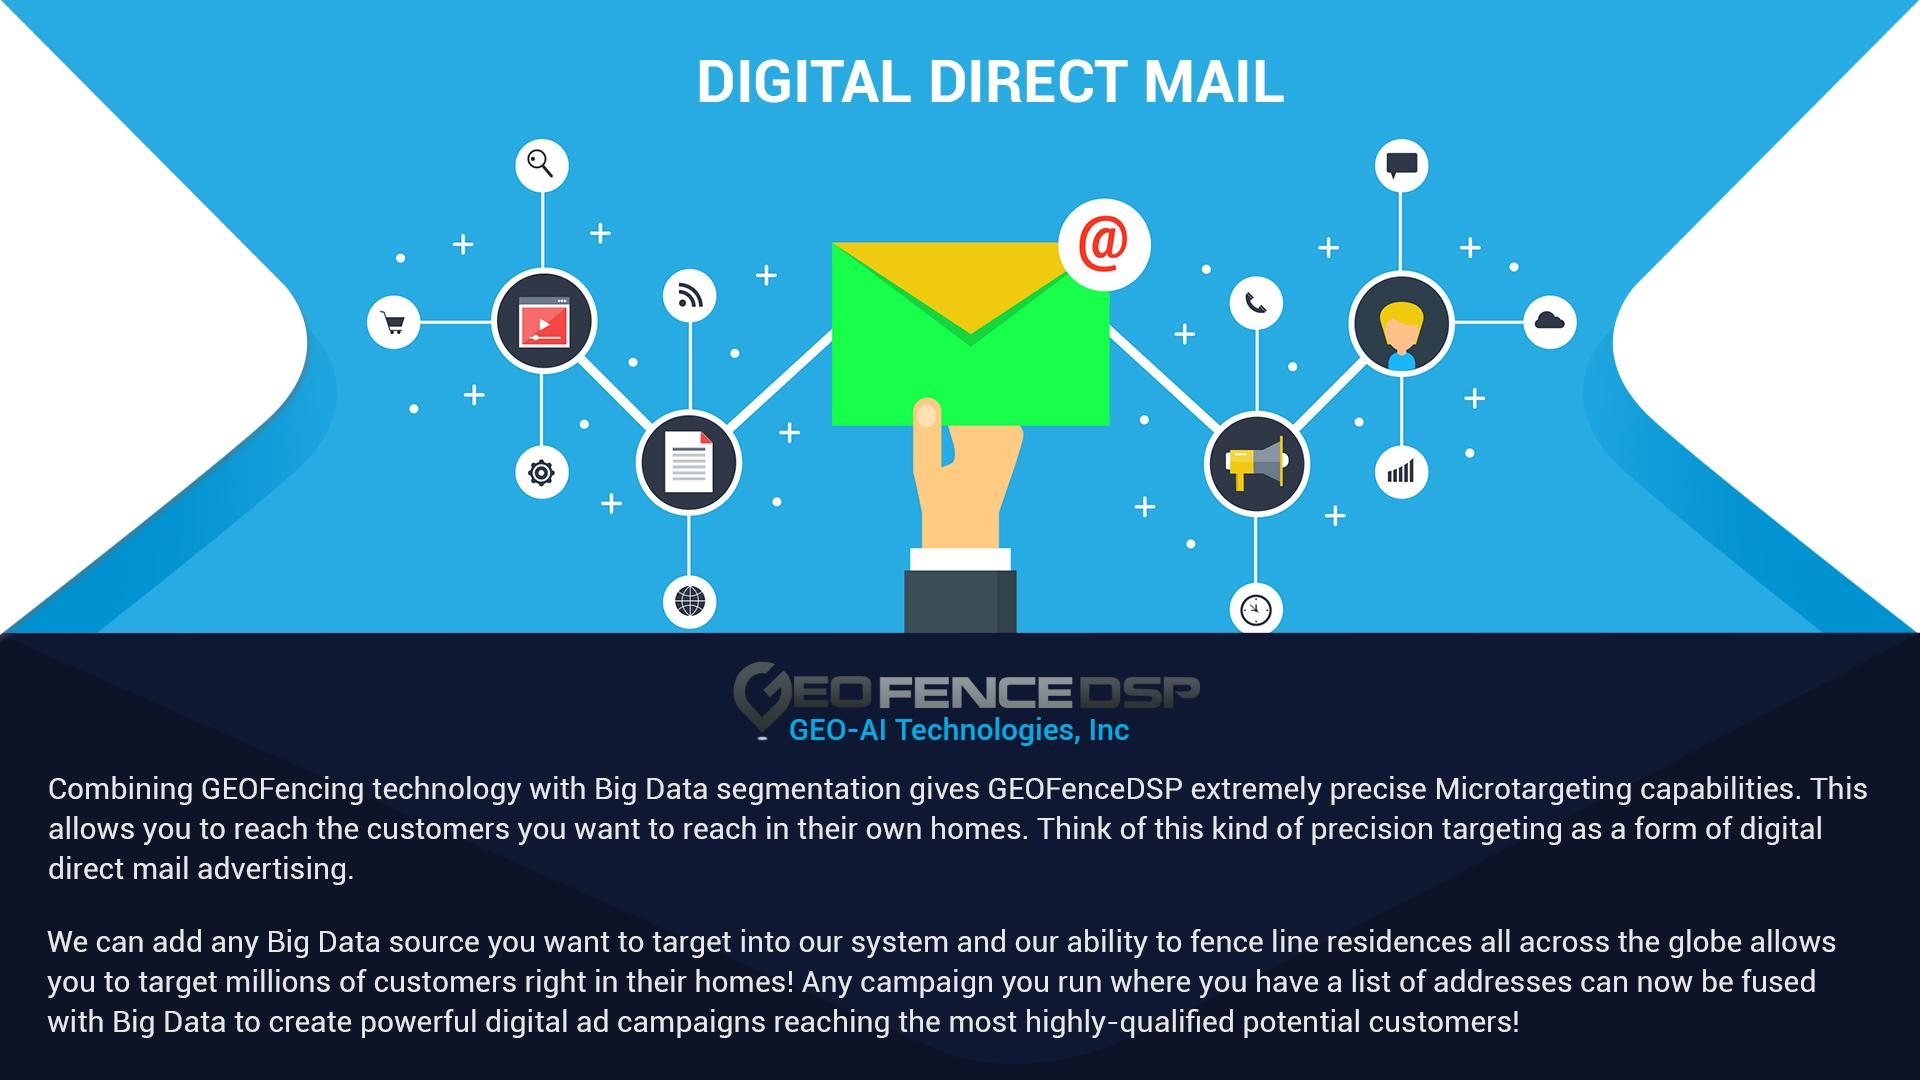 DIGITAL DIRECT MAIL
@
GEOFENCEDSP
GEO-AI Technologies, Inc
Combining GEOFencing technology with Big Data segmentation gives GEOFenceDSP extremely precise Microtargeting capabilities. This
allows you to reach the customers you want to reach in their own homes. Think of this kind of precision targeting as a form of digital
direct mail advertising.
We can add any Big Data source you want to target into our system and our ability to fence line residences all across the globe allows
you to target millions of customers right in their homes! Any campaign you run where you have a list of addresses can now be fused
with Big Data to create powerful digital ad campaigns reaching the most highly-qualified potential customers!